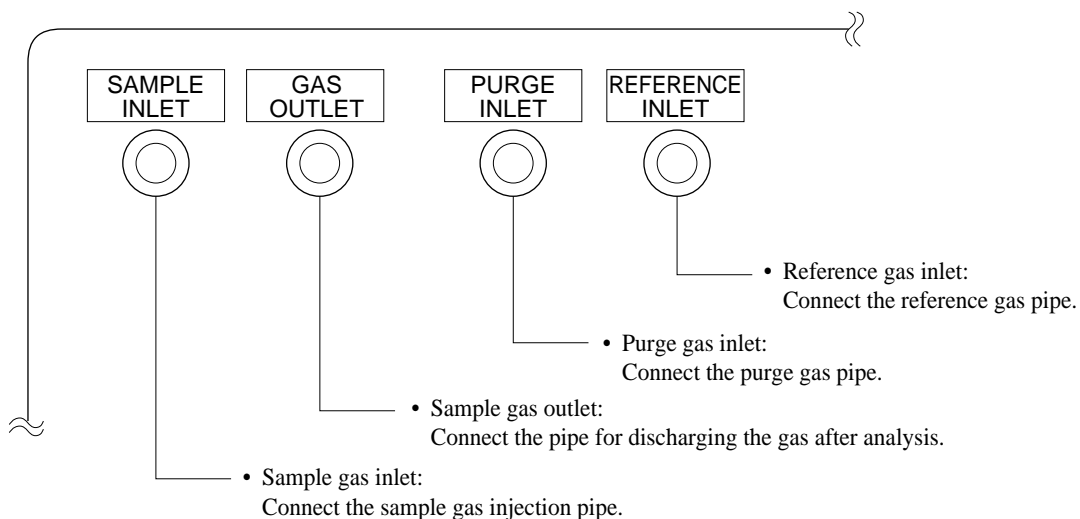 SAMPLE
INLET
GAS
OUTLET
PURGE
INLET
REFERENCE
INLET
• Reference gas inlet:
Connect the reference gas pipe.
• Purge gas inlet:
Connect the purge gas pipe.
• Sample gas outlet:
Connect the pipe for discharging the gas after analysis.
• Sample gas inlet:
Connect the sample gas injection pipe.